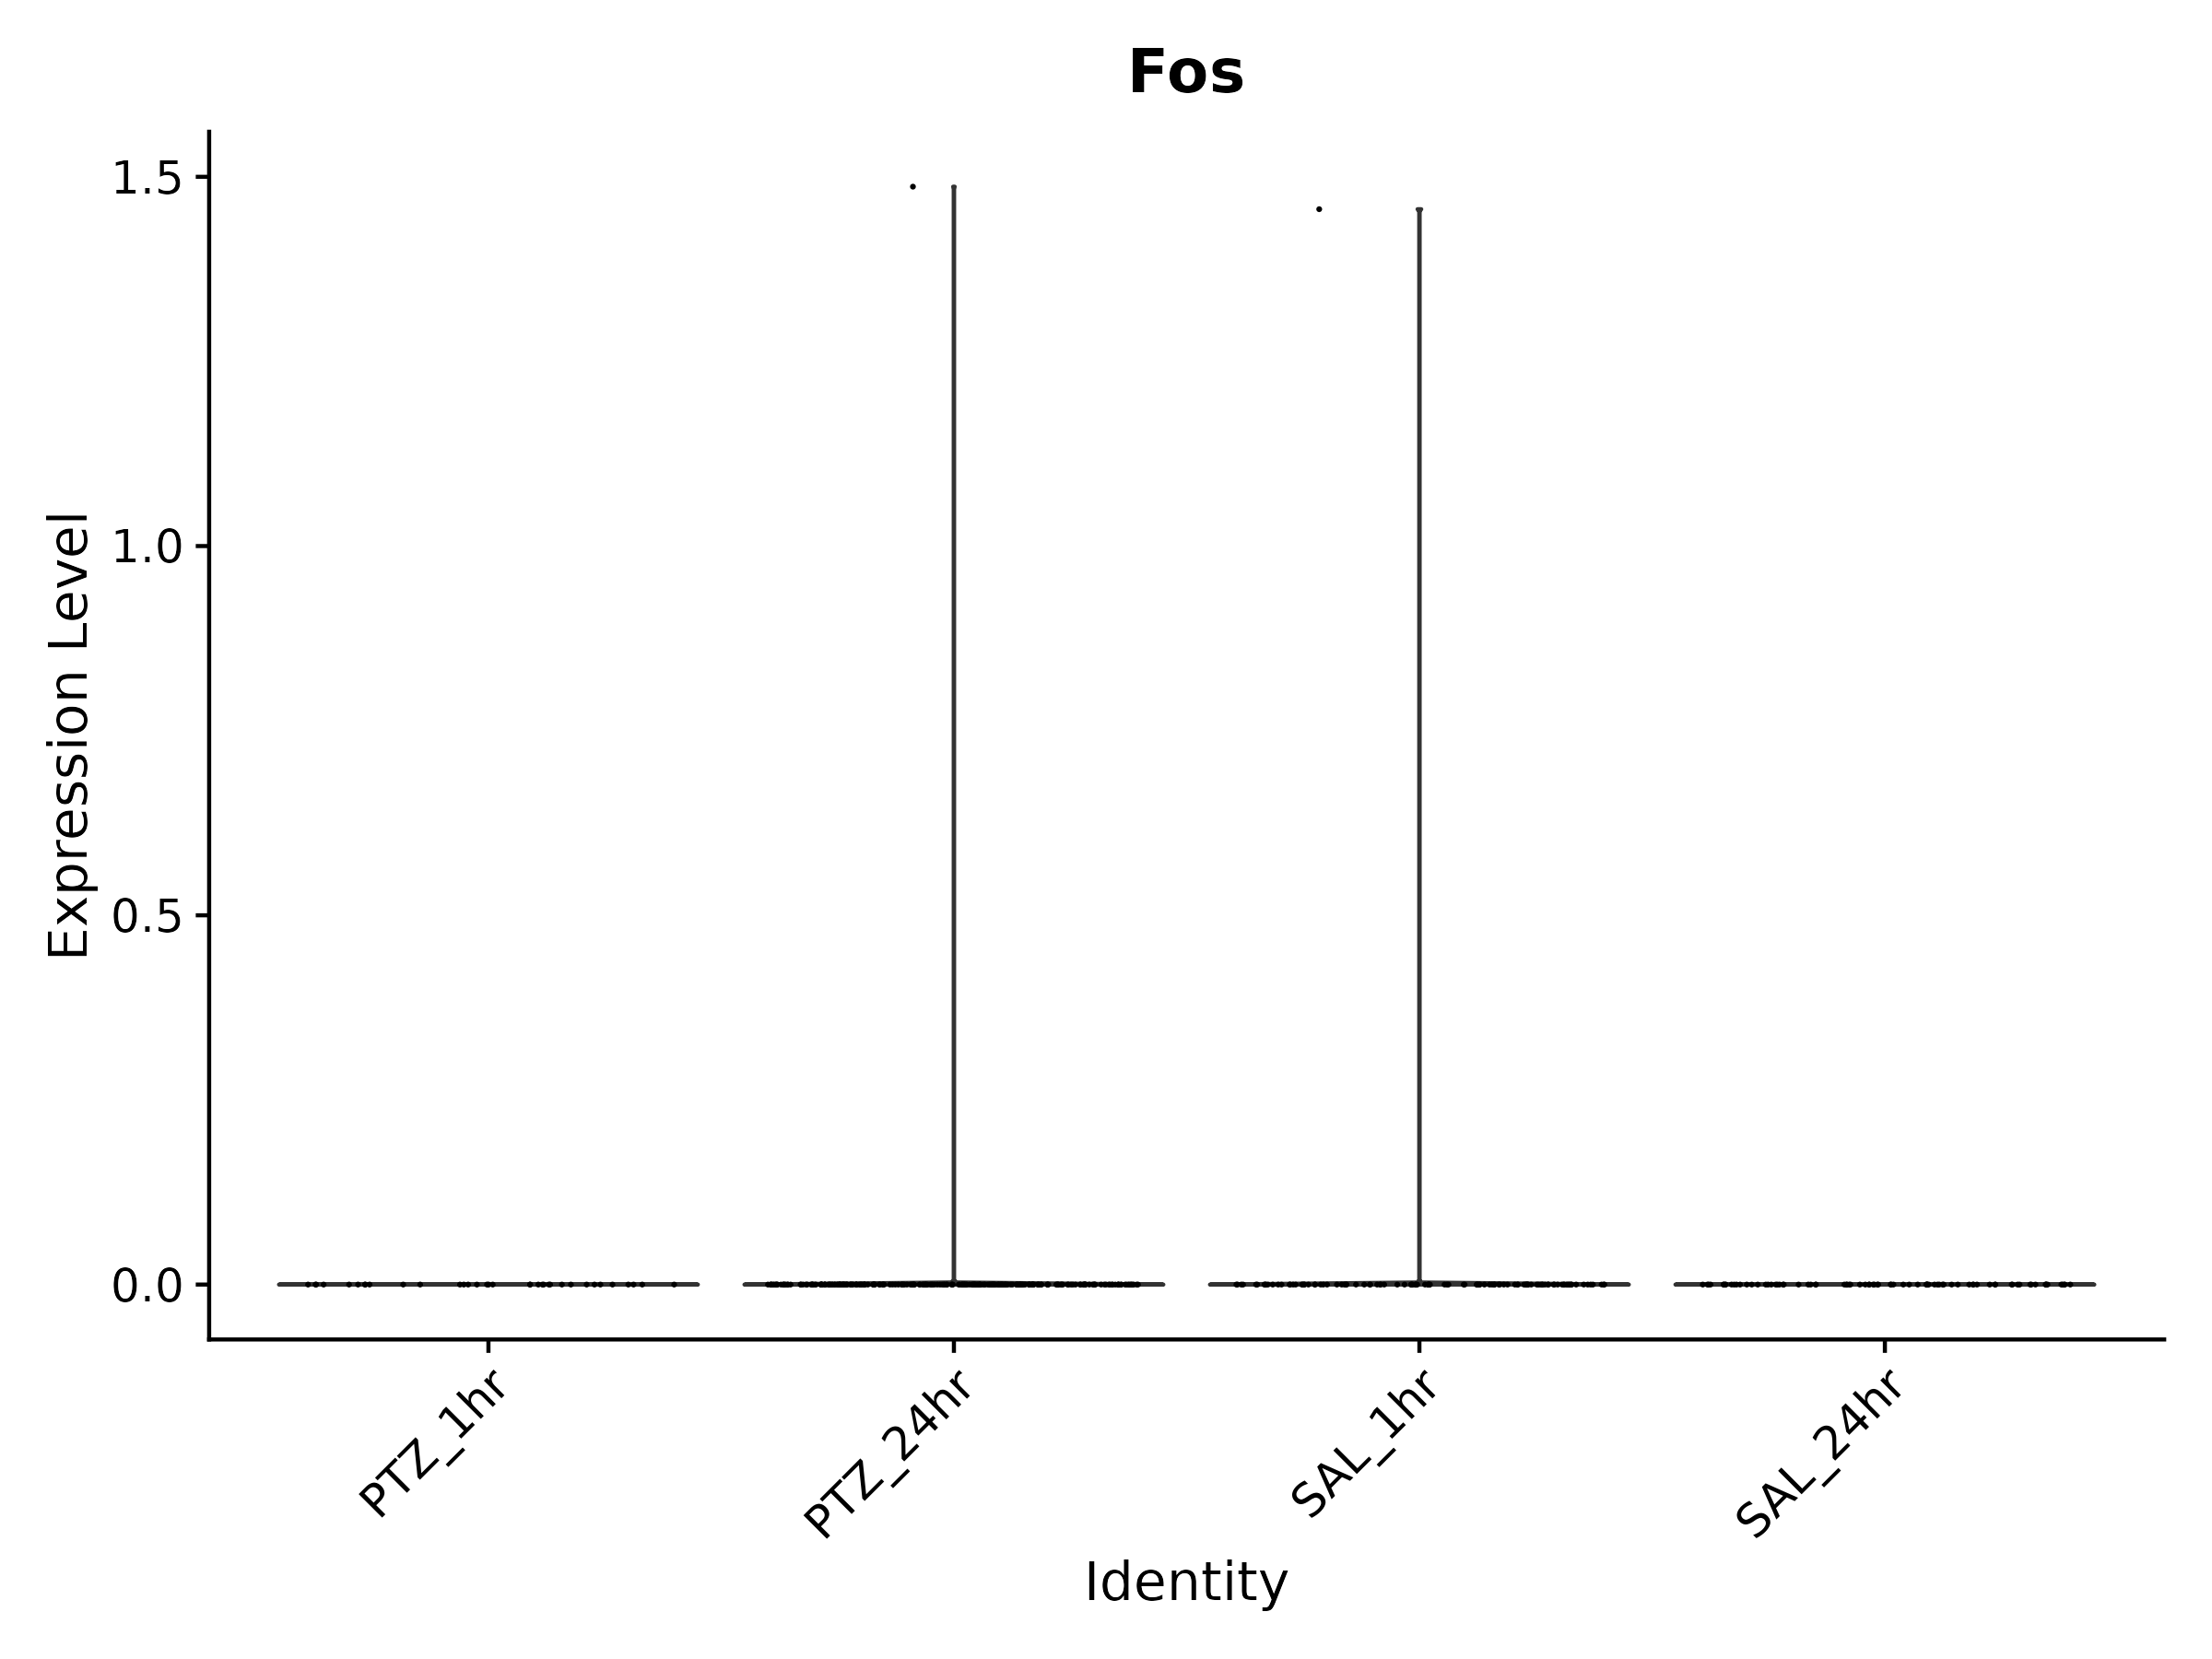 Fos
Expression Level
1.5
1.0
0.5
0.0
PTZ_1hr
PTZ_24hr
SAL_1hr
SAL_24hr
Identity